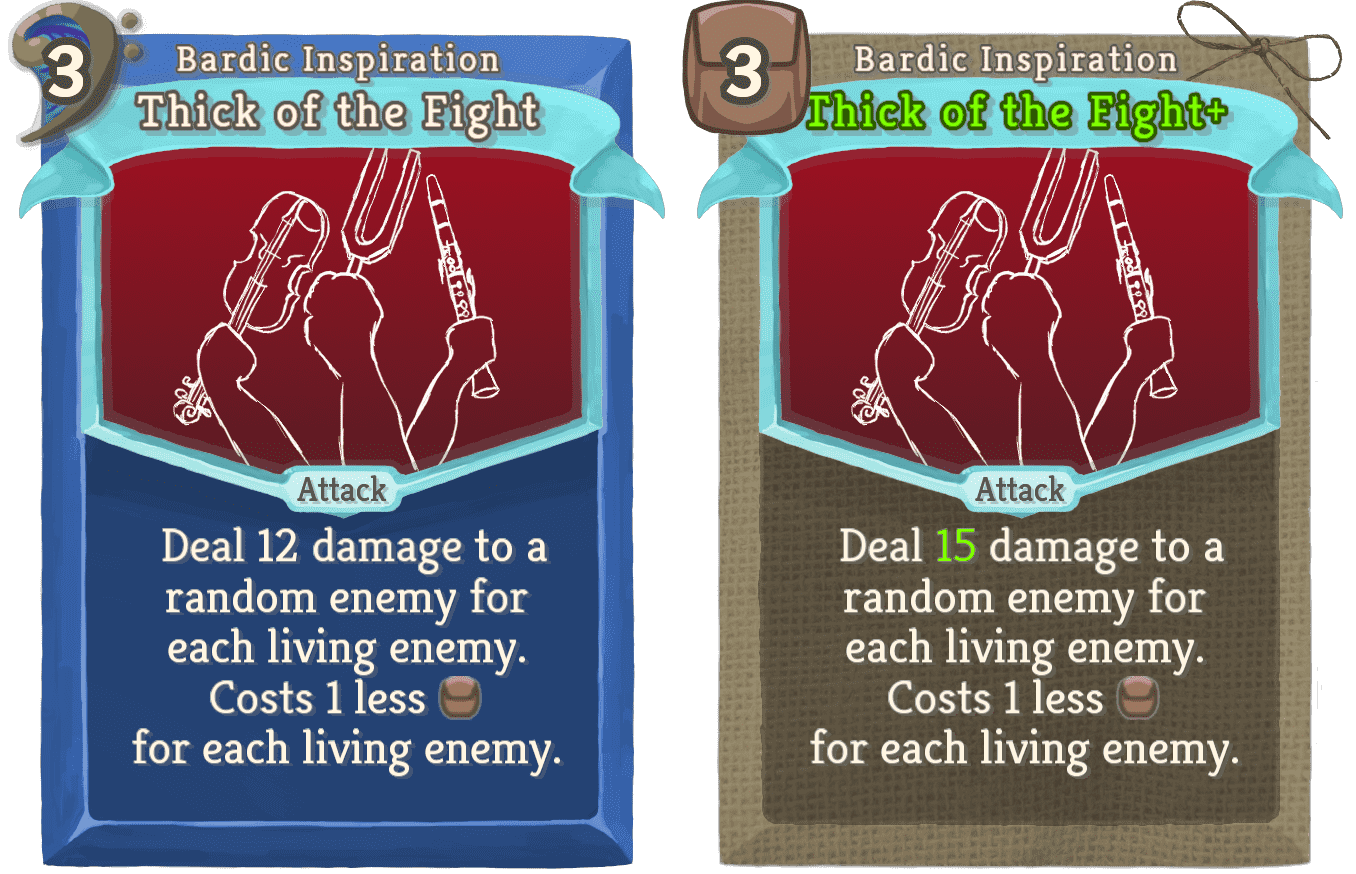 3
Bardic Inspiration
Thick of the Fight
Attack
Deal 12 damage to a
random enemy for
each living enemy.
Costs 1 less
for each living enemy.
3
Bardic Inspiration
Thick of the Fight+
Attack
Deal 15 damage to a
random enemy for
each living enemy.
Costs 1 less
for each living enemy.